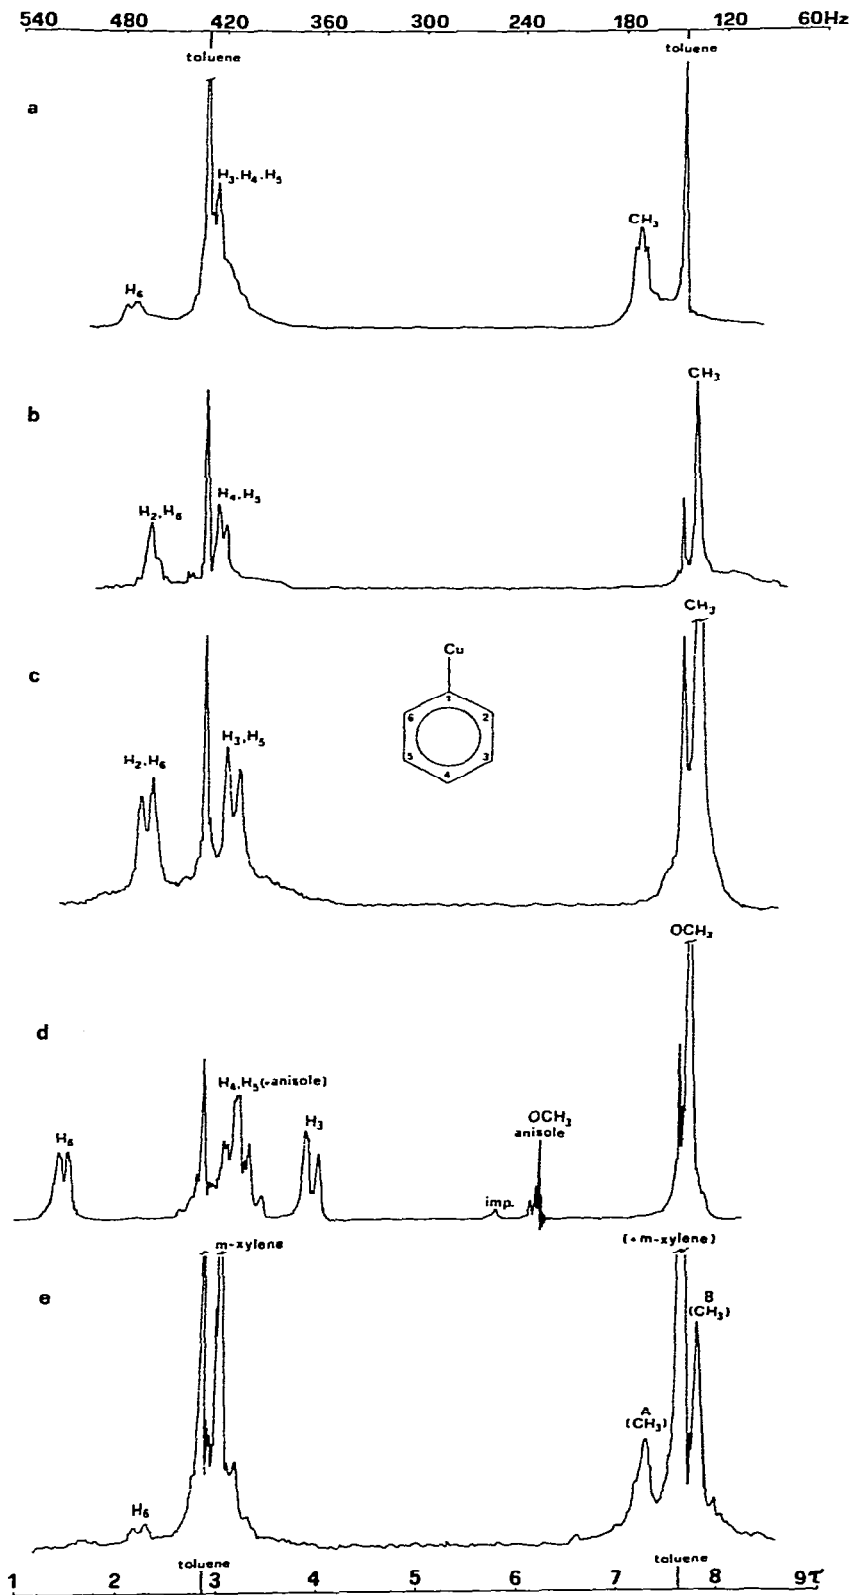 540 480 420 360 300 240 180 120 60Hz
toluene toluene
a
H₃.H₄.H₅
CH₃
H₆
b
CH₃
H₄.H₅
H₂.H₆
c
CH₃
Cu
H₃.H₅
H₂.H₆
1
6 2
5 3
4
OCH₃
d
H₄.H₅(+anisole)
H₃
OCH₃
anisole
H₆
imp.
m-xylene (+m-xylene)
e
B
(CH₃)
A
(CH₃)
H₆
toluene toluene
1 2 3 4 5 6 7 8 9τ